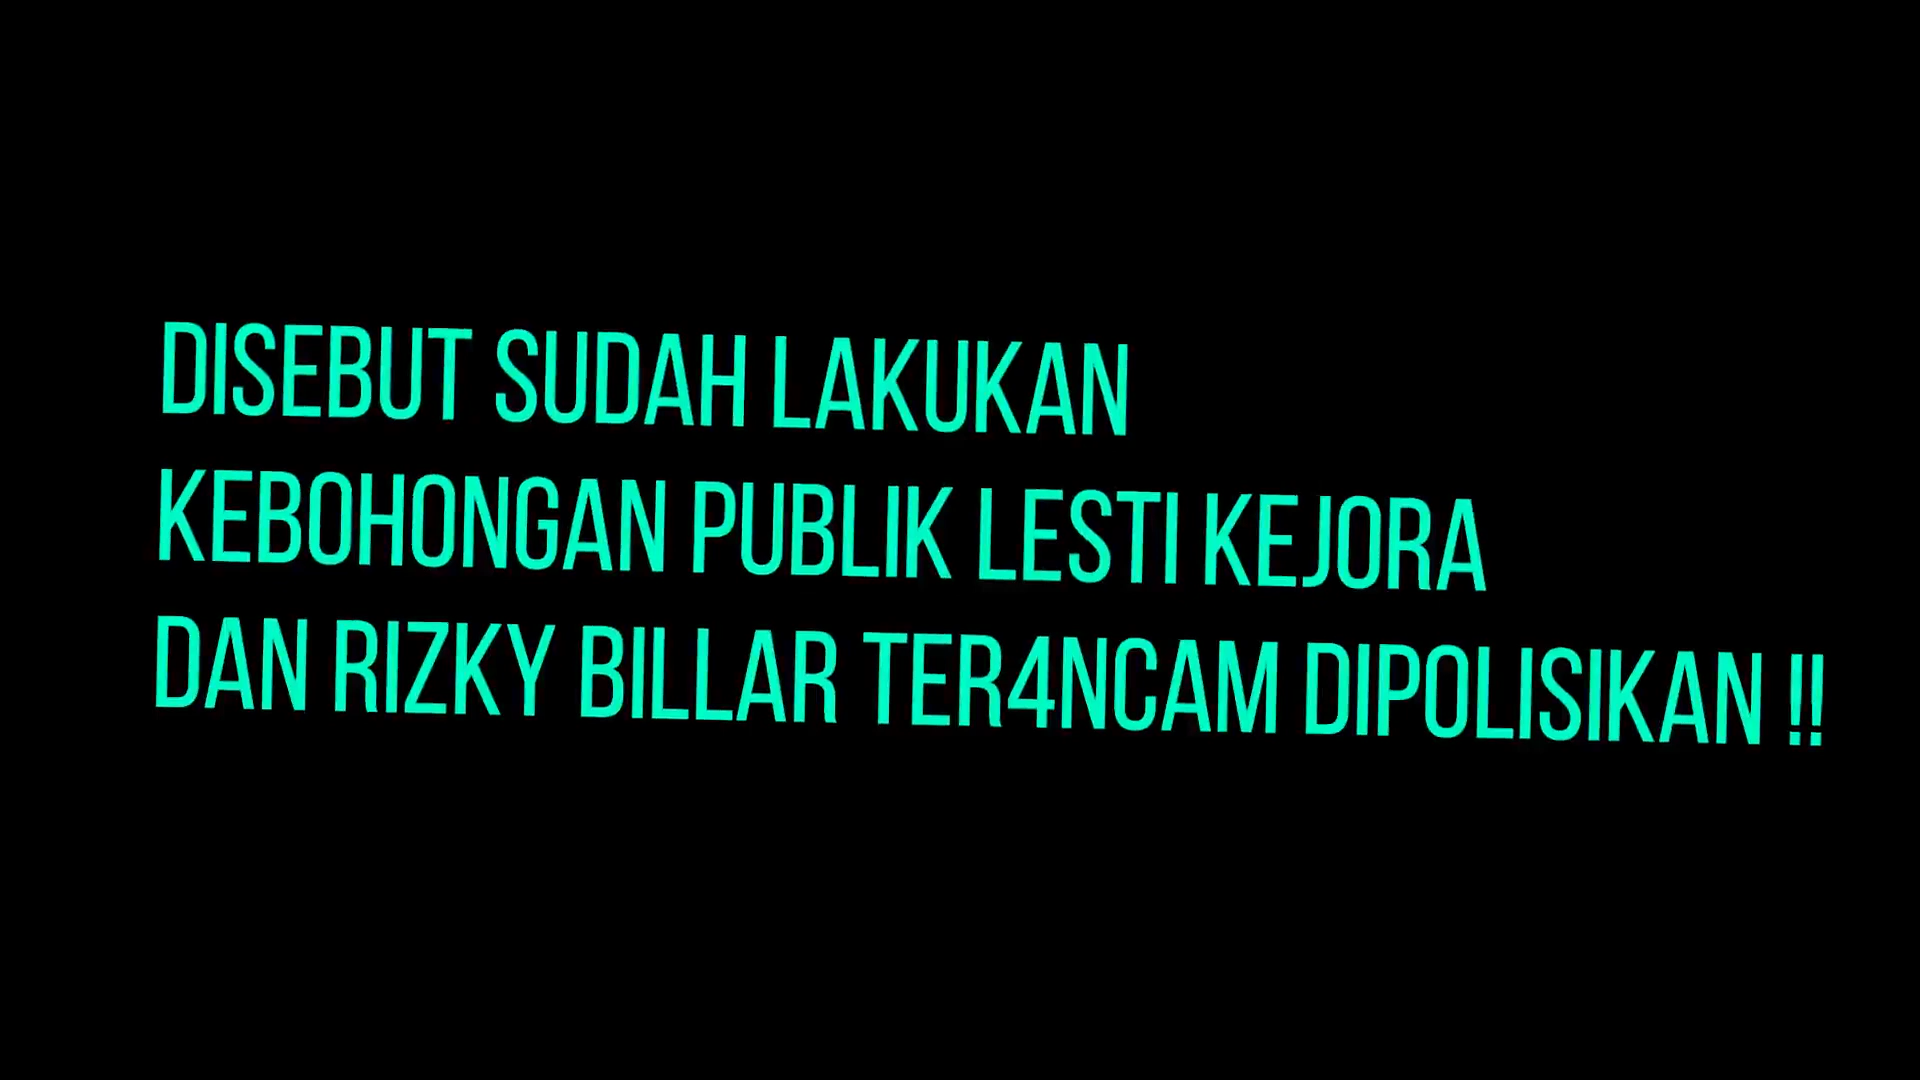 DISEBUT SUDAH LAKUKAN
KEBOHONGAN PUBLIK LESTI KEJORA
DAN RIZKY BILLAR TER4NCAM DIPOLISIKAN !!